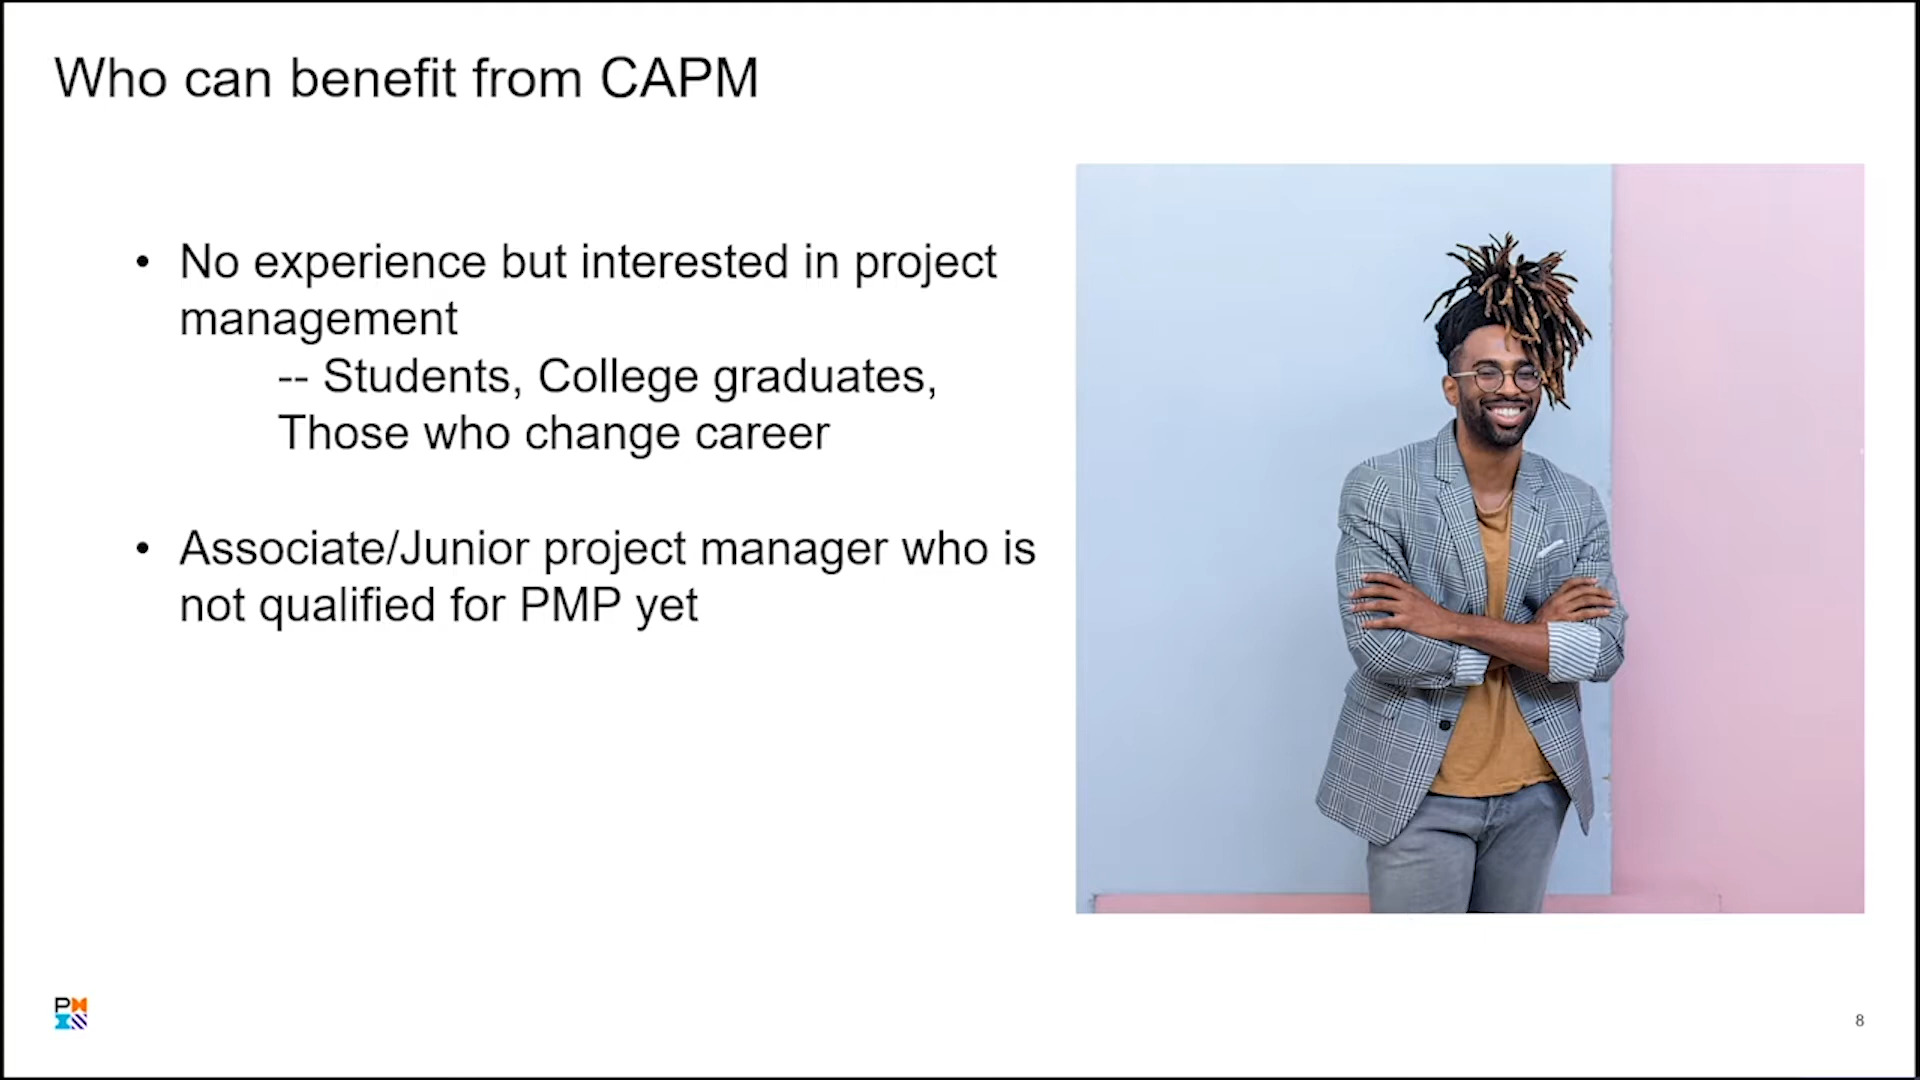 Who can benefit from CAPM
• No experience but interested in project
management
-- Students, College graduates,
Those who change career
• Associate/Junior project manager who is
not qualified for PMP yet
8